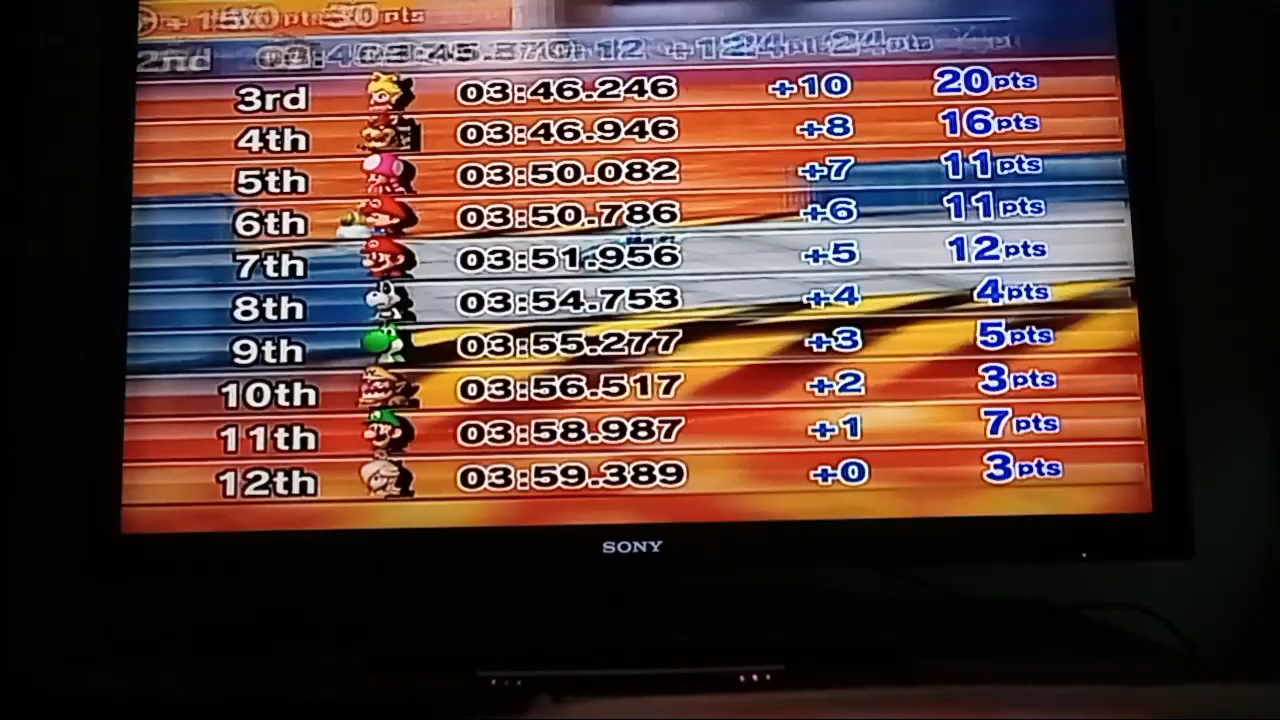 30pts
2nd
3rd 03:46.246 +10 20pts
4th 03:46.946 +8 16pts
5th 03:50.082 +7 11pts
6th 03:50.786 +6 11pts
7th 03:51.956 +5 12pts
8th 03:54.753 +4 4pts
9th 03:55.277 +3 5pts
10th 03:56.517 +2 3pts
11th 03:58.987 +1 7pts
12th 03:59.389 +0 3pts
SONY